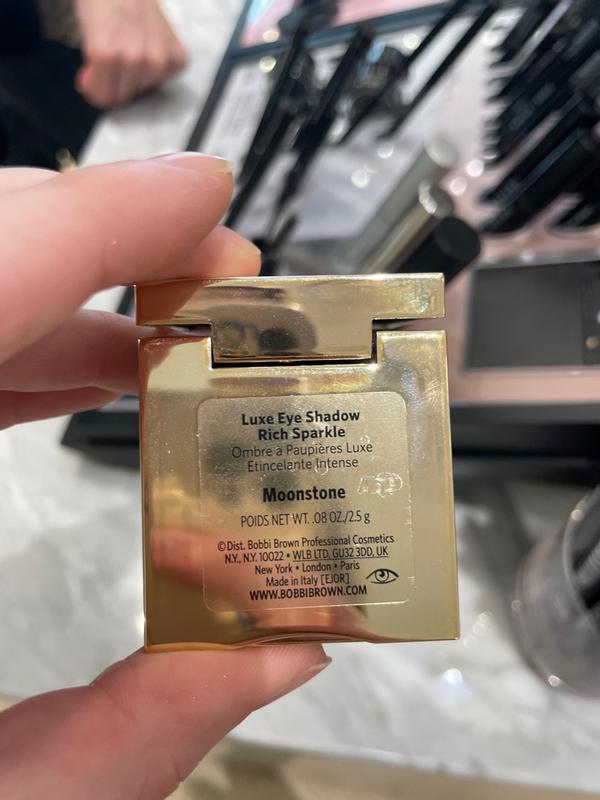 Luxe Eye Shadow
Rich Sparkle
Ombre à Paupières Luxe
Etincelante Intense
Moonstone
POIDS NET WT. .08 OZ./2.5 g
©Dist. Bobbi Brown Professional Cosmetics
N.Y., N.Y. 10022 • WLB LTD, GU32 3DD, UK
New York • London • Paris
Made in Italy [EJ0R]
WWW.BOBBIBROWN.COM